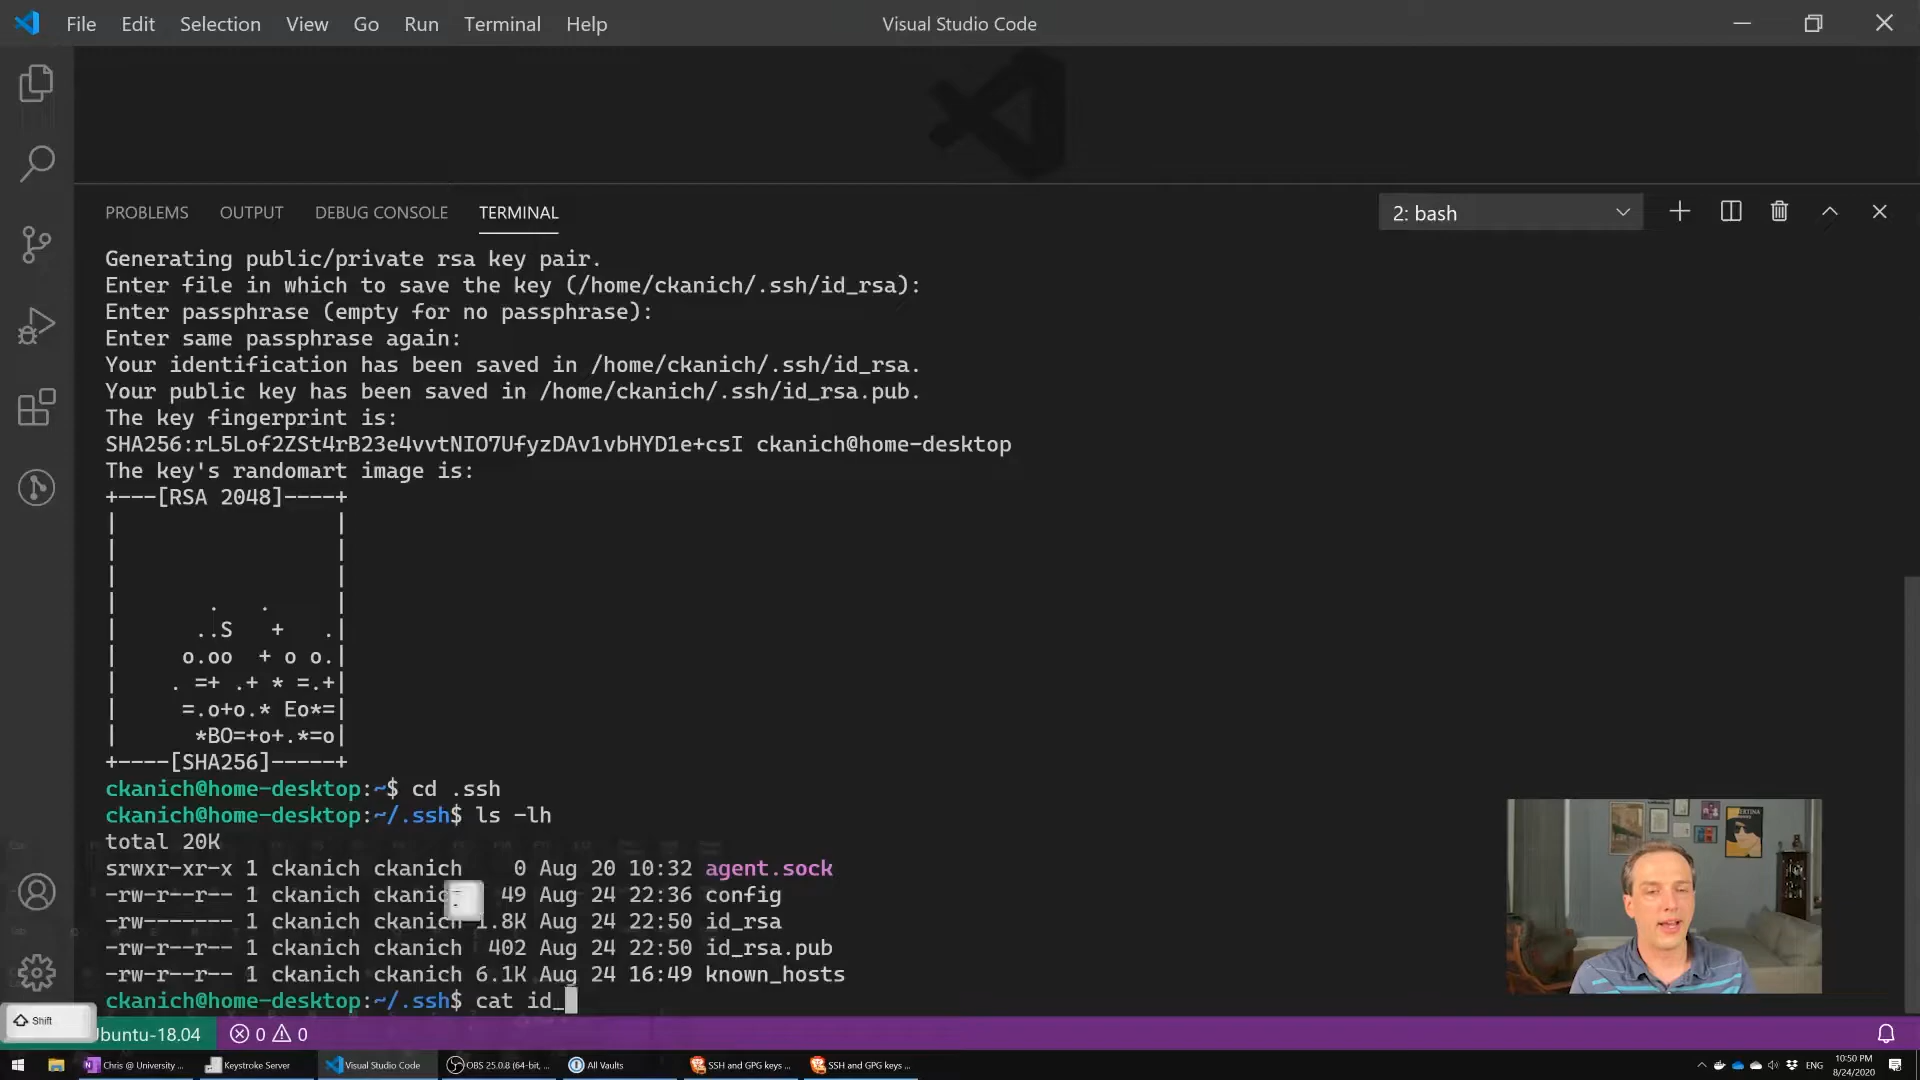 File Edit Selection View Go Run Terminal Help Visual Studio Code
PROBLEMS OUTPUT DEBUG CONSOLE TERMINAL 2: bash
Generating public/private rsa key pair.
Enter file in which to save the key (/home/ckanich/.ssh/id_rsa):
Enter passphrase (empty for no passphrase):
Enter same passphrase again:
Your identification has been saved in /home/ckanich/.ssh/id_rsa.
Your public key has been saved in /home/ckanich/.ssh/id_rsa.pub.
The key fingerprint is:
SHA256:rL5Lof2ZSt4rB23e4vvtNIO7UfyzDAv1vbHYD1e+csI ckanich@home-desktop
The key's randomart image is:
+---[RSA 2048]----+
|                 |
|                 |
|                 |
|       .   .     |
|      ..S   +   .|
|     o.oo  + o o.|
|    . =+ .+ * =.+|
|     =.o+o.* Eo*=|
|      *BO=+o+.*=o|
+----[SHA256]-----+
ckanich@home-desktop:~$ cd .ssh
ckanich@home-desktop:~/.ssh$ ls -lh
total 20K
srwxr-xr-x 1 ckanich ckanich    0 Aug 20 10:32 agent.sock
-rw-r--r-- 1 ckanich ckanic 49 Aug 24 22:36 config
-rw------- 1 ckanich ckanich 1.8K Aug 24 22:50 id_rsa
-rw-r--r-- 1 ckanich ckanich  402 Aug 24 22:50 id_rsa.pub
-rw-r--r-- 1 ckanich ckanich 6.1K Aug 24 16:49 known_hosts
ckanich@home-desktop:~/.ssh$ cat id_
Shift
buntu-18.04 0 0
Chris @ University ... Keystroke Server Visual Studio Code OBS 25.0.8 (64-bit, ... All Vaults SSH and GPG keys ... SSH and GPG keys ... ENG 10:50 PM
8/24/2020